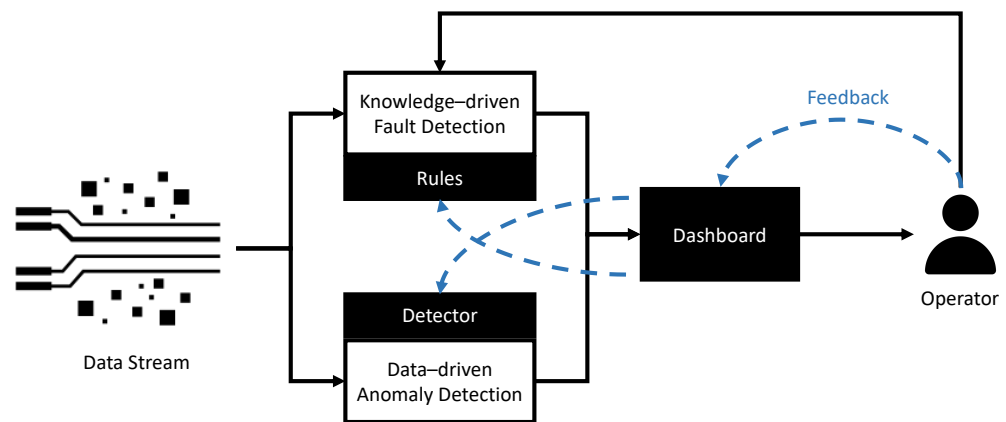 Knowledge–driven
Fault Detection
Rules
Feedback
Dashboard
Operator
Data Stream
Detector
Data–driven
Anomaly Detection